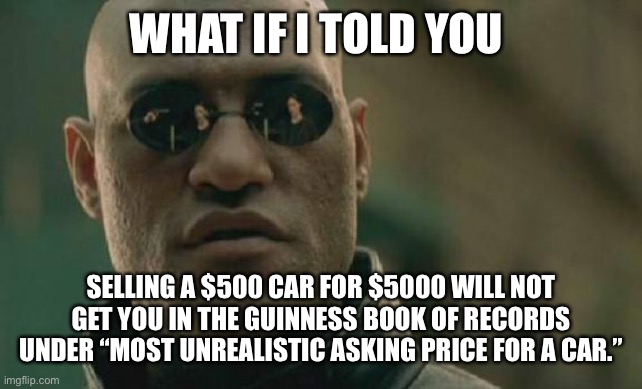 WHAT IF I TOLD YOU
SELLING A $500 CAR FOR $5000 WILL NOT
GET YOU IN THE GUINNESS BOOK OF RECORDS
UNDER “MOST UNREALISTIC ASKING PRICE FOR A CAR.”
imgflip.com